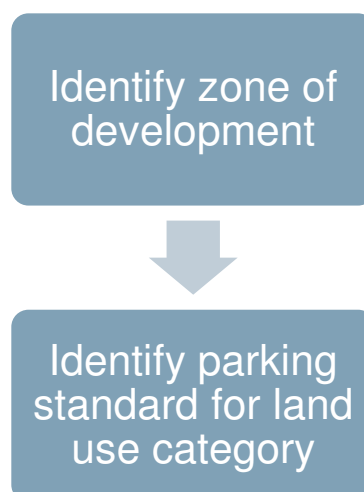 Identify zone of
development
Identify parking
standard for land
use category